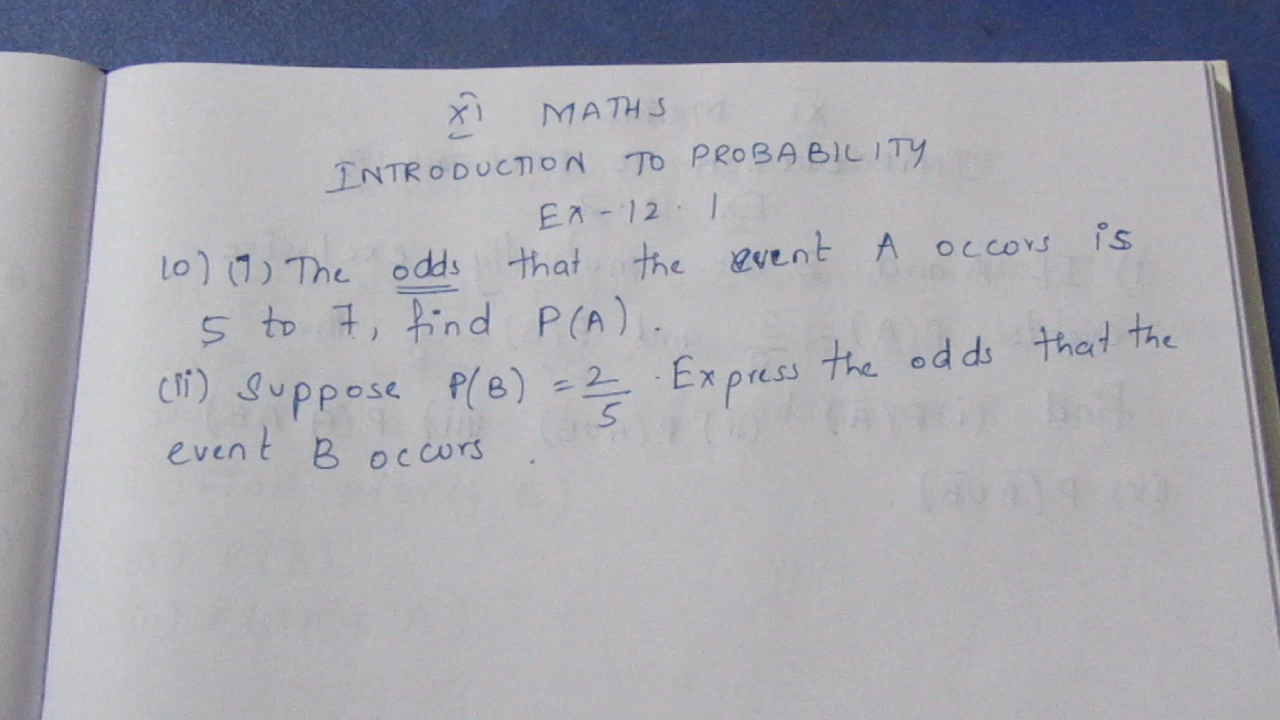 XI MATHS
INTRODUCTION TO PROBABILITY
Ex-12.1
10) (i) The odds that the event A occors is
5 to 7, find P(A).
(ii) Suppose P(B) = 2/5. Express the odds that the
event B occurs.